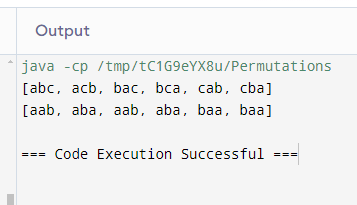 Output
java -cp /tmp/tC1G9eYX8u/Permutations
[abc, acb, bac, bca, cab, cba]
[aab, aba, aab, aba, baa, baa]
=== Code Execution Successful ===